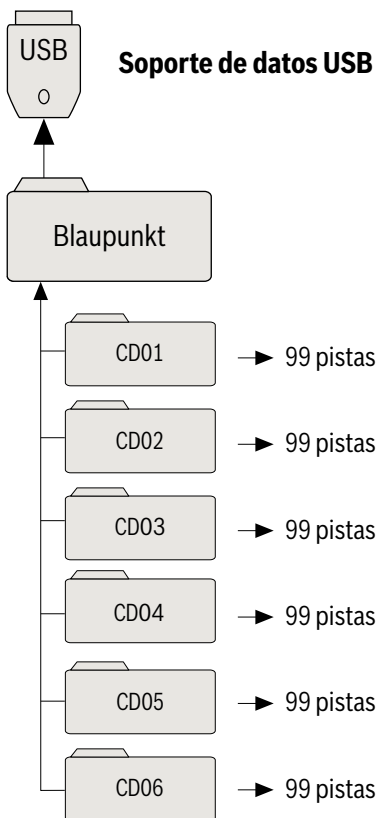 USB
Soporte de datos USB
Blaupunkt
CD01
99 pistas
CD02
99 pistas
CD03
99 pistas
CD04
99 pistas
CD05
99 pistas
CD06
99 pistas